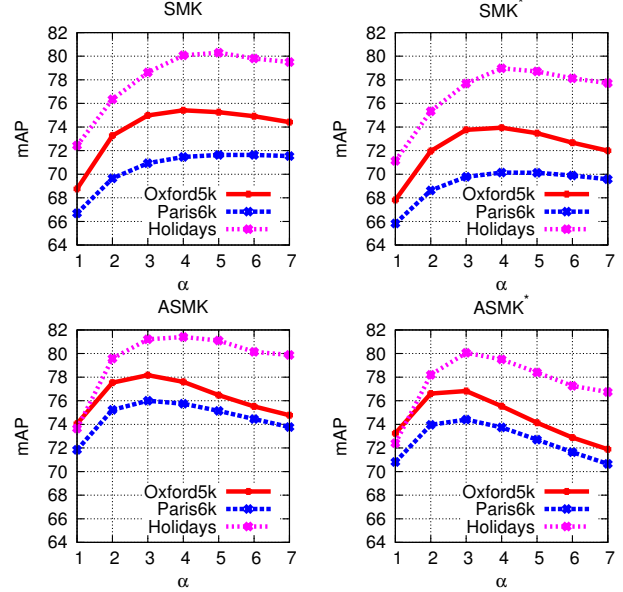 SMK
82
80
78
76
74
72
70
68
66
64
mAP
1 2 3 4 5 6 7
α
Oxford5k
Paris6k
Holidays
SMK*
82
80
78
76
74
72
70
68
66
64
mAP
1 2 3 4 5 6 7
α
Oxford5k
Paris6k
Holidays
ASMK
82
80
78
76
74
72
70
68
66
64
mAP
1 2 3 4 5 6 7
α
Oxford5k
Paris6k
Holidays
ASMK*
82
80
78
76
74
72
70
68
66
64
mAP
1 2 3 4 5 6 7
α
Oxford5k
Paris6k
Holidays